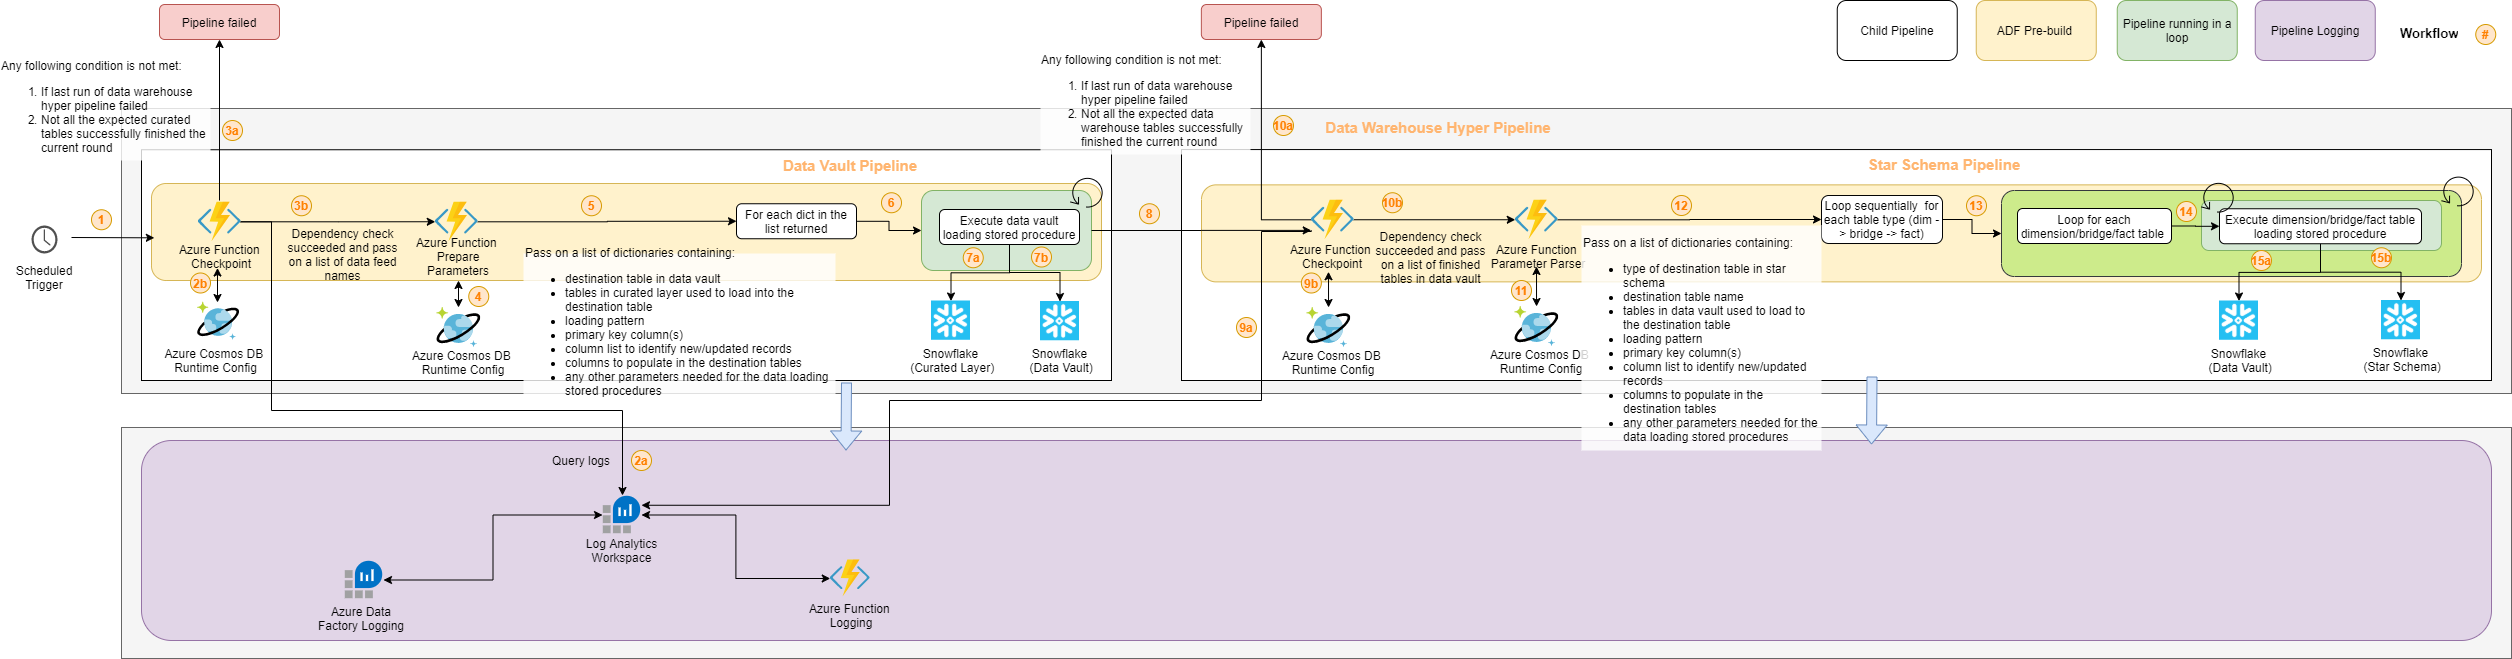 Pipeline failed
Pipeline failed
Child Pipeline
ADF Pre-build
Pipeline running in a
loop
Pipeline Logging
Workflow
#
Any following condition is not met:
1. If last run of data warehouse
hyper pipeline failed
2. Not all the expected curated
tables successfully finished the
current round
3a
Any following condition is not met:
1. If last run of data warehouse
hyper pipeline failed
2. Not all the expected data
warehouse tables successfully
finished the current round
10a
Data Warehouse Hyper Pipeline
Data Vault Pipeline
Star Schema Pipeline
Scheduled
Trigger
1
Azure Function
Checkpoint
3b
Dependency check
succeeded and pass
on a list of data feed
names
Azure Function
Prepare
Parameters
5
For each dict in the
list returned
6
Execute data vault
loading stored procedure
7a
7b
8
2b
Azure Cosmos DB
Runtime Config
4
Azure Cosmos DB
Runtime Config
Pass on a list of dictionaries containing:
• destination table in data vault
• tables in curated layer used to load into the
destination table
• loading pattern
• primary key column(s)
• column list to identify new/updated records
• columns to populate in the destination tables
• any other parameters needed for the data loading
stored procedures
Snowflake
(Curated Layer)
Snowflake
(Data Vault)
9a
Azure Function
Checkpoint
10b
Dependency check
succeeded and pass
on a list of finished
tables in data vault
Azure Function
Parameter Parser
12
Loop sequentially for
each table type (dim -
> bridge -> fact)
13
Loop for each
dimension/bridge/fact table
14
Execute dimension/bridge/fact table
loading stored procedure
15a
15b
9b
Azure Cosmos DB
Runtime Config
11
Azure Cosmos DB
Runtime Config
Pass on a list of dictionaries containing:
• type of destination table in star
schema
• destination table name
• tables in data vault used to load to
the destination table
• loading pattern
• primary key column(s)
• column list to identify new/updated
records
• columns to populate in the
destination tables
• any other parameters needed for the
data loading stored procedures
Snowflake
(Data Vault)
Snowflake
(Star Schema)
Query logs
2a
Log Analytics
Workspace
Azure Data
Factory Logging
Azure Function
Logging